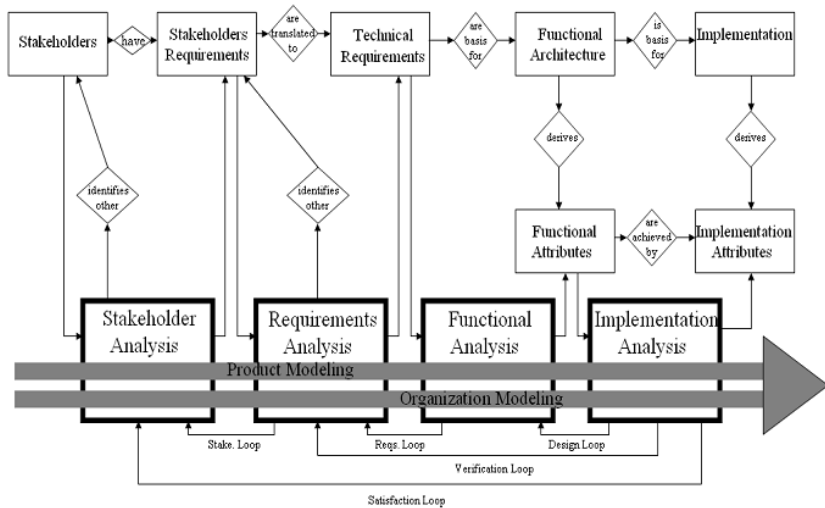 Stakeholders
have
Stakeholders
Requirements
are
translated
to
Technical
Requirements
are
basis
for
Functional
Architecture
is
basis
for
Implementation
derives
derives
identifies
other
identifies
other
Functional
Attributes
are
achieved
by
Implementation
Attributes
Stakeholder
Analysis
Requirements
Analysis
Functional
Analysis
Implementation
Analysis
Product Modeling
Organization Modeling
Stake. Loop
Reqs. Loop
Design Loop
Verification Loop
Satisfaction Loop